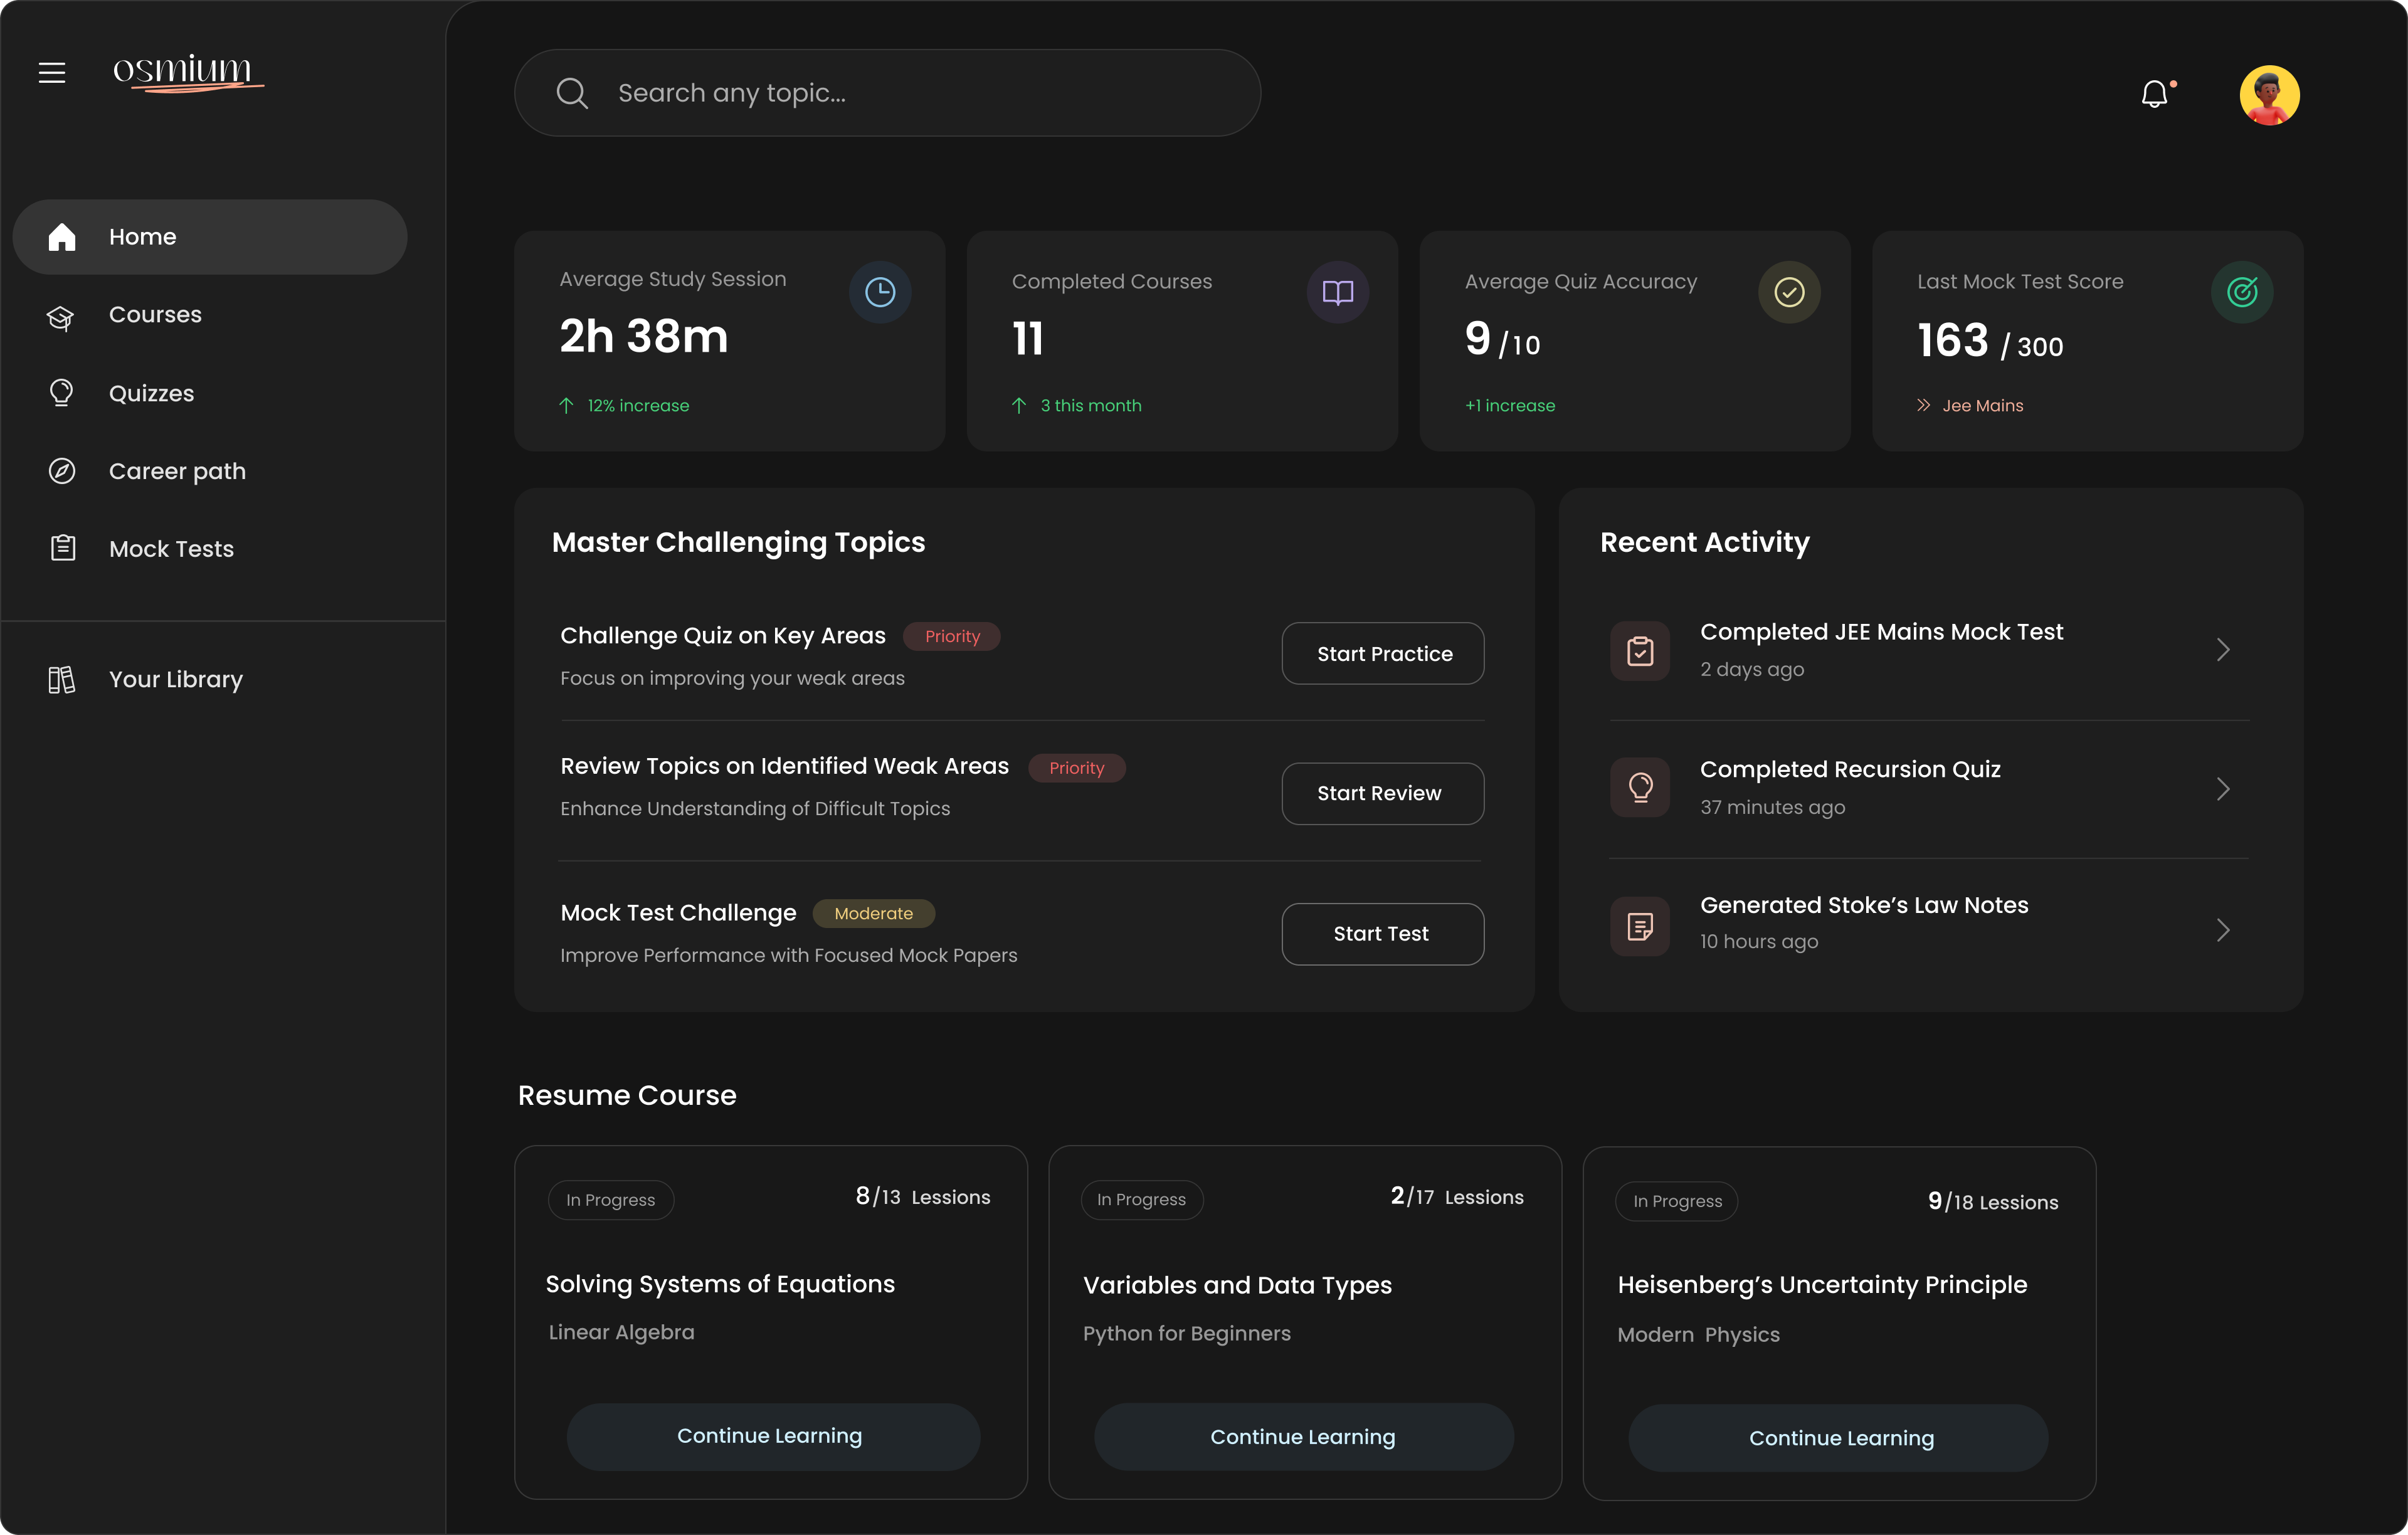 osmium
Search any topic...
Home
Courses
Quizzes
Career path
Mock Tests
Your Library
Average Study Session
2h 38m
12% increase
Completed Courses
11
3 this month
Average Quiz Accuracy
9 /10
+1 increase
Last Mock Test Score
163 / 300
Jee Mains
Master Challenging Topics
Challenge Quiz on Key Areas Priority
Focus on improving your weak areas
Start Practice
Review Topics on Identified Weak Areas Priority
Enhance Understanding of Difficult Topics
Start Review
Mock Test Challenge Moderate
Improve Performance with Focused Mock Papers
Start Test
Recent Activity
Completed JEE Mains Mock Test
2 days ago
Completed Recursion Quiz
37 minutes ago
Generated Stoke’s Law Notes
10 hours ago
Resume Course
In Progress 8/13 Lessions
Solving Systems of Equations
Linear Algebra
Continue Learning
In Progress 2/17 Lessions
Variables and Data Types
Python for Beginners
Continue Learning
In Progress 9/18 Lessions
Heisenberg’s Uncertainty Principle
Modern Physics
Continue Learning